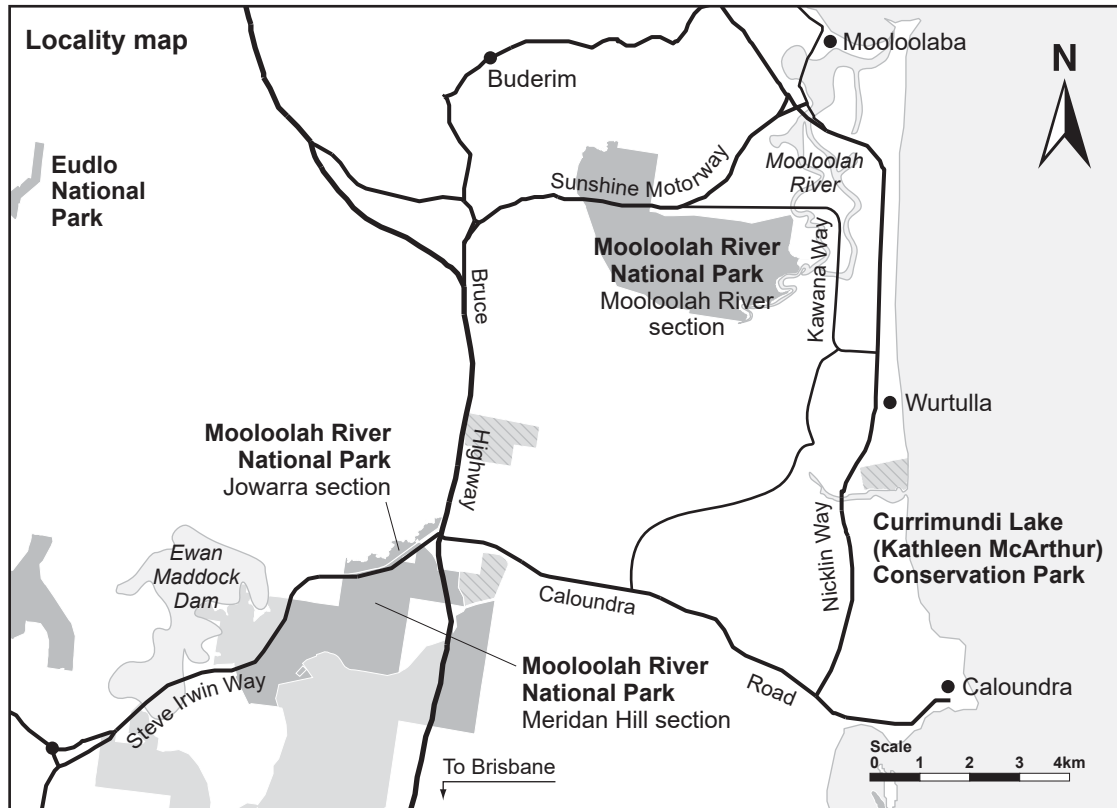 Locality map
Mooloolaba
N
Buderim
Eudlo
National
Park
Sunshine Motorway
Mooloolah
River
Mooloolah River
National Park
Mooloolah River
section
Kawana Way
Bruce
Highway
Wurtulla
Mooloolah River
National Park
Jowarra section
Ewan
Maddock
Dam
Nicklin Way
Currimundi Lake
(Kathleen McArthur)
Conservation Park
Caloundra
Road
Mooloolah River
National Park
Meridan Hill section
Steve Irwin Way
Caloundra
To Brisbane
Scale
0 1 2 3 4km